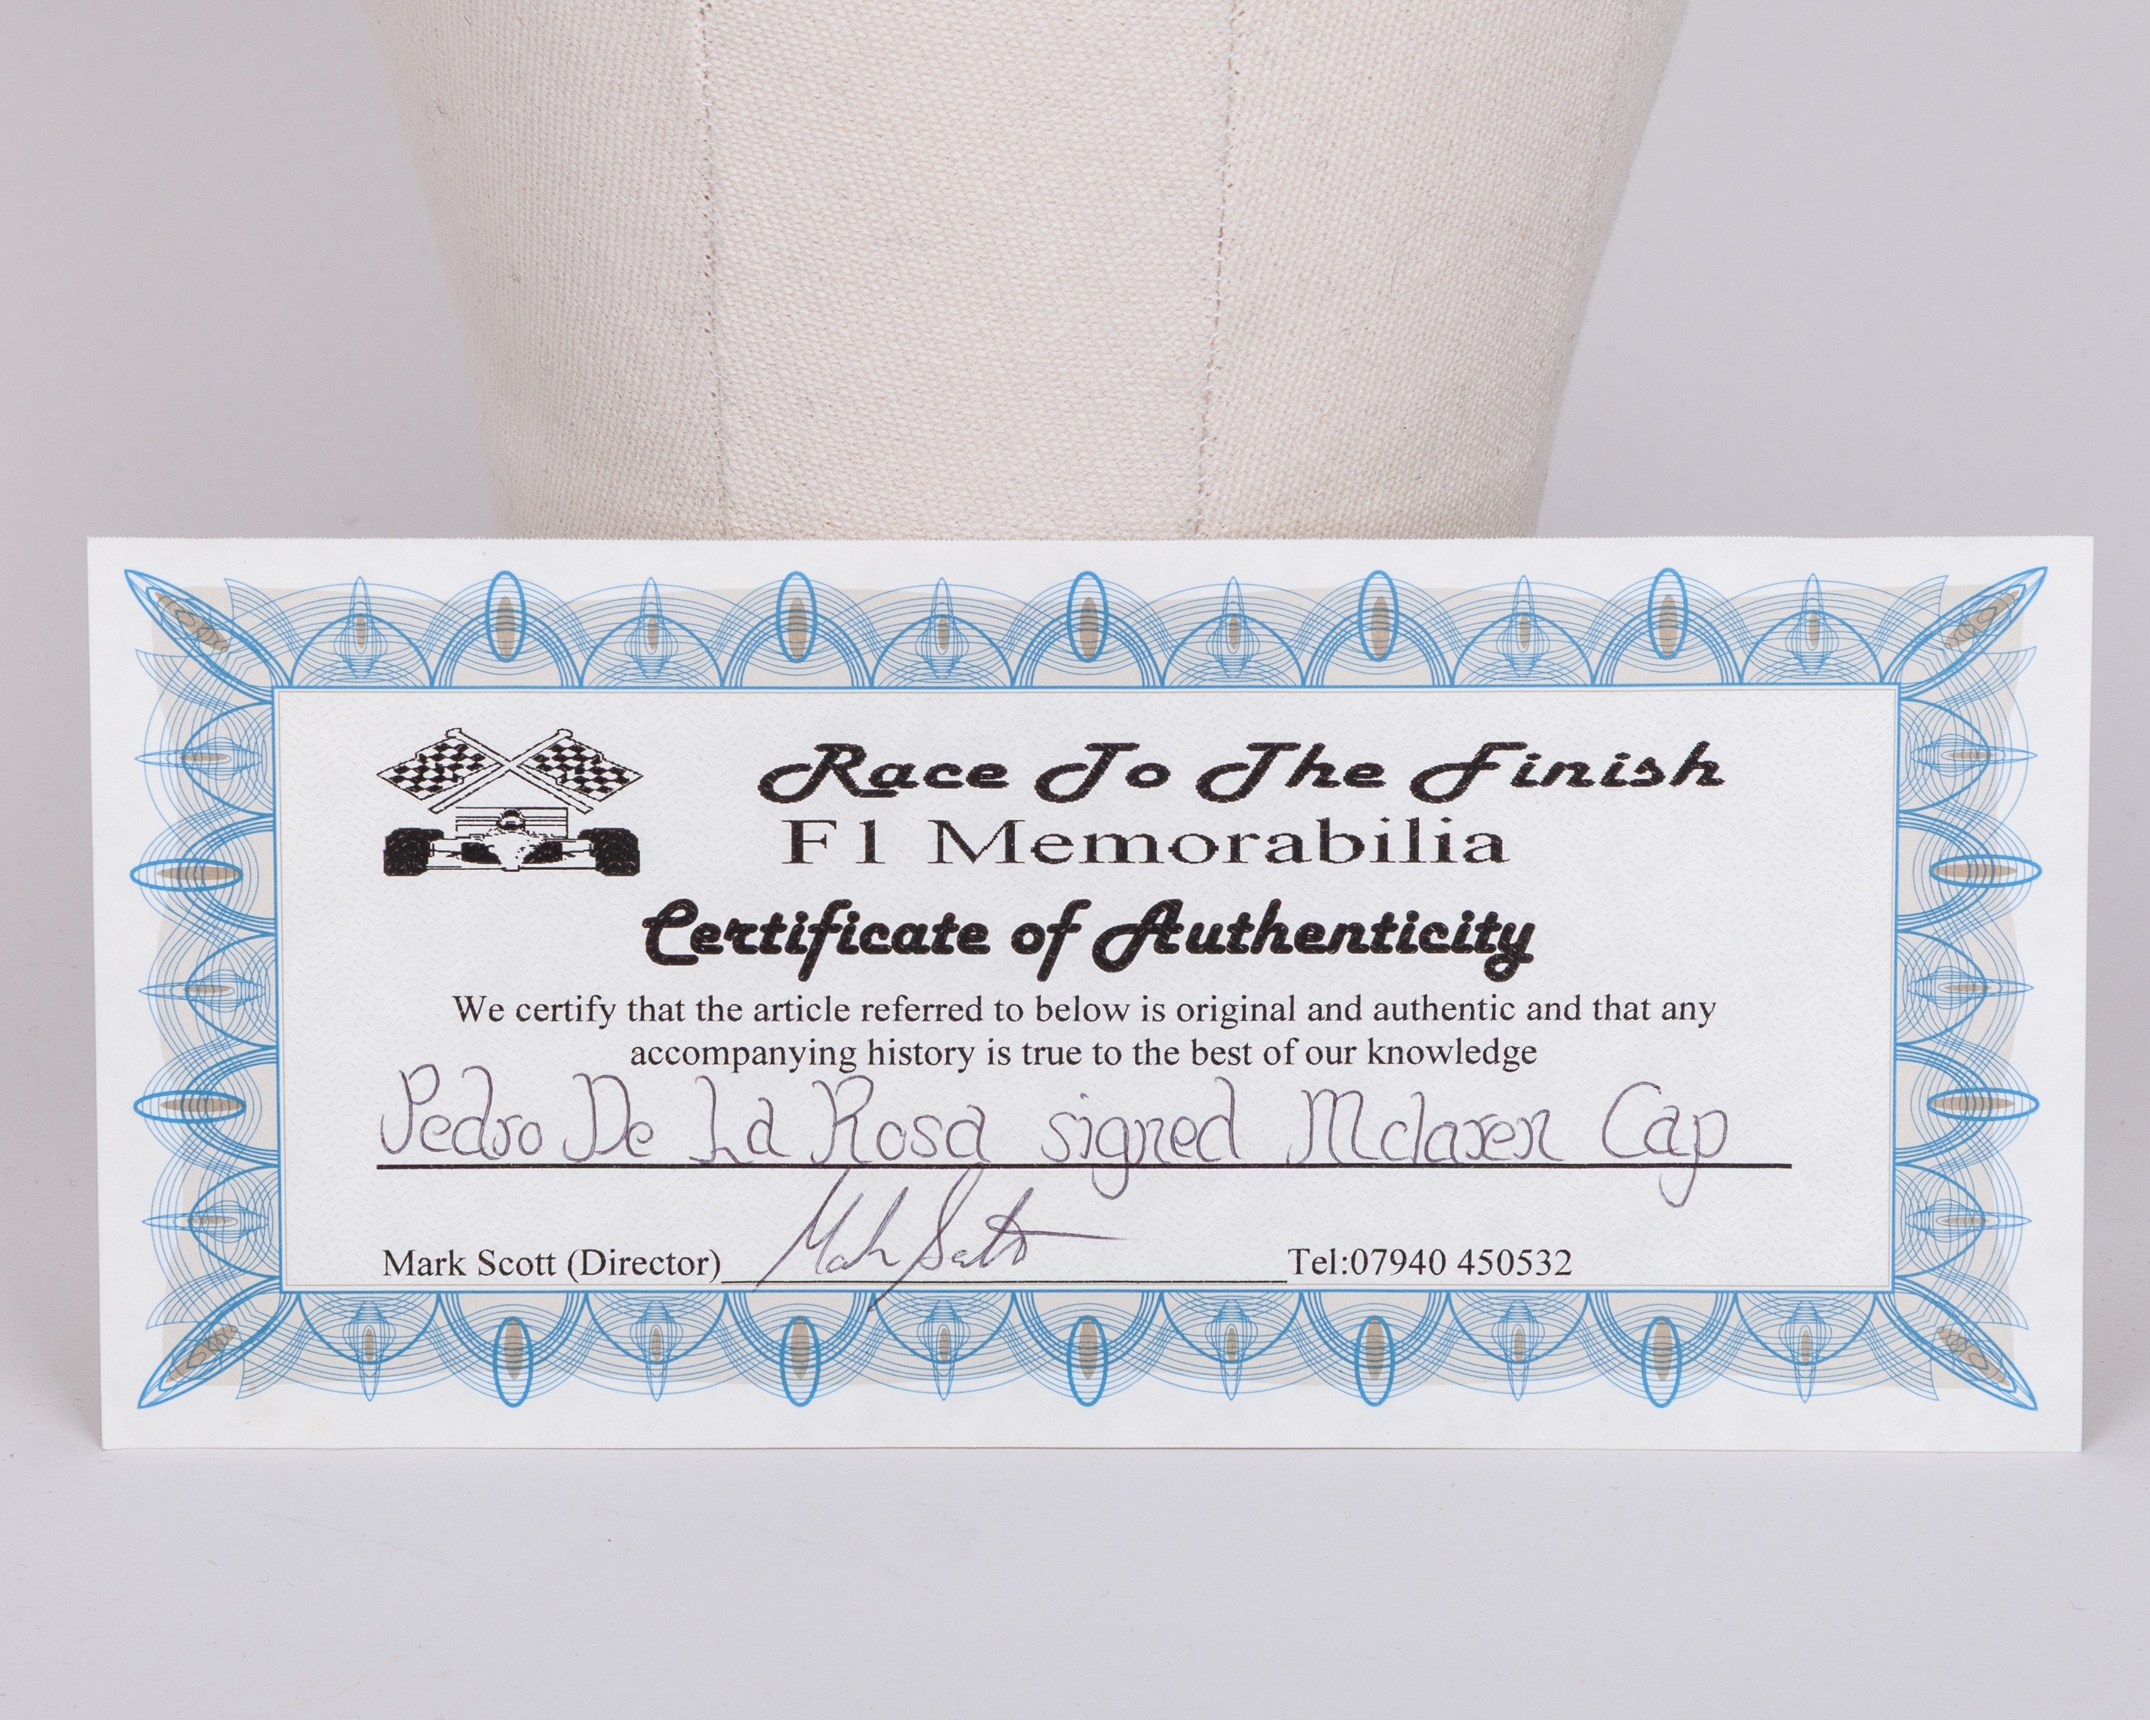 Race To The Finish
F1 Memorabilia
Certificate of Authenticity
We certify that the article referred to below is original and authentic and that any
accompanying history is true to the best of our knowledge
Pedro De La Rosa signed Mclaren Cap
Mark Scott (Director) Mark Scott Tel:07940 450532